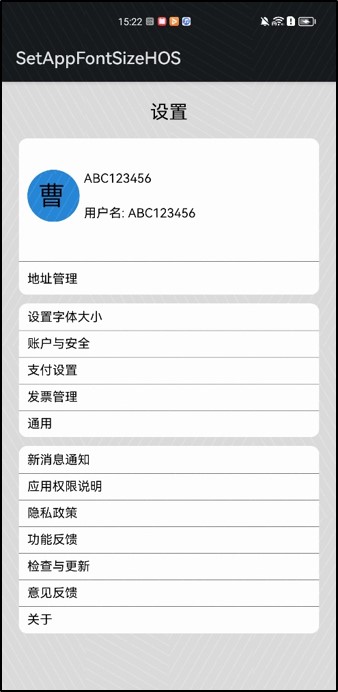 15:22
SetAppFontSizeHOS
设置
曹
ABC123456
用户名: ABC123456
地址管理
设置字体大小
账户与安全
支付设置
发票管理
通用
新消息通知
应用权限说明
隐私政策
功能反馈
检查与更新
意见反馈
关于